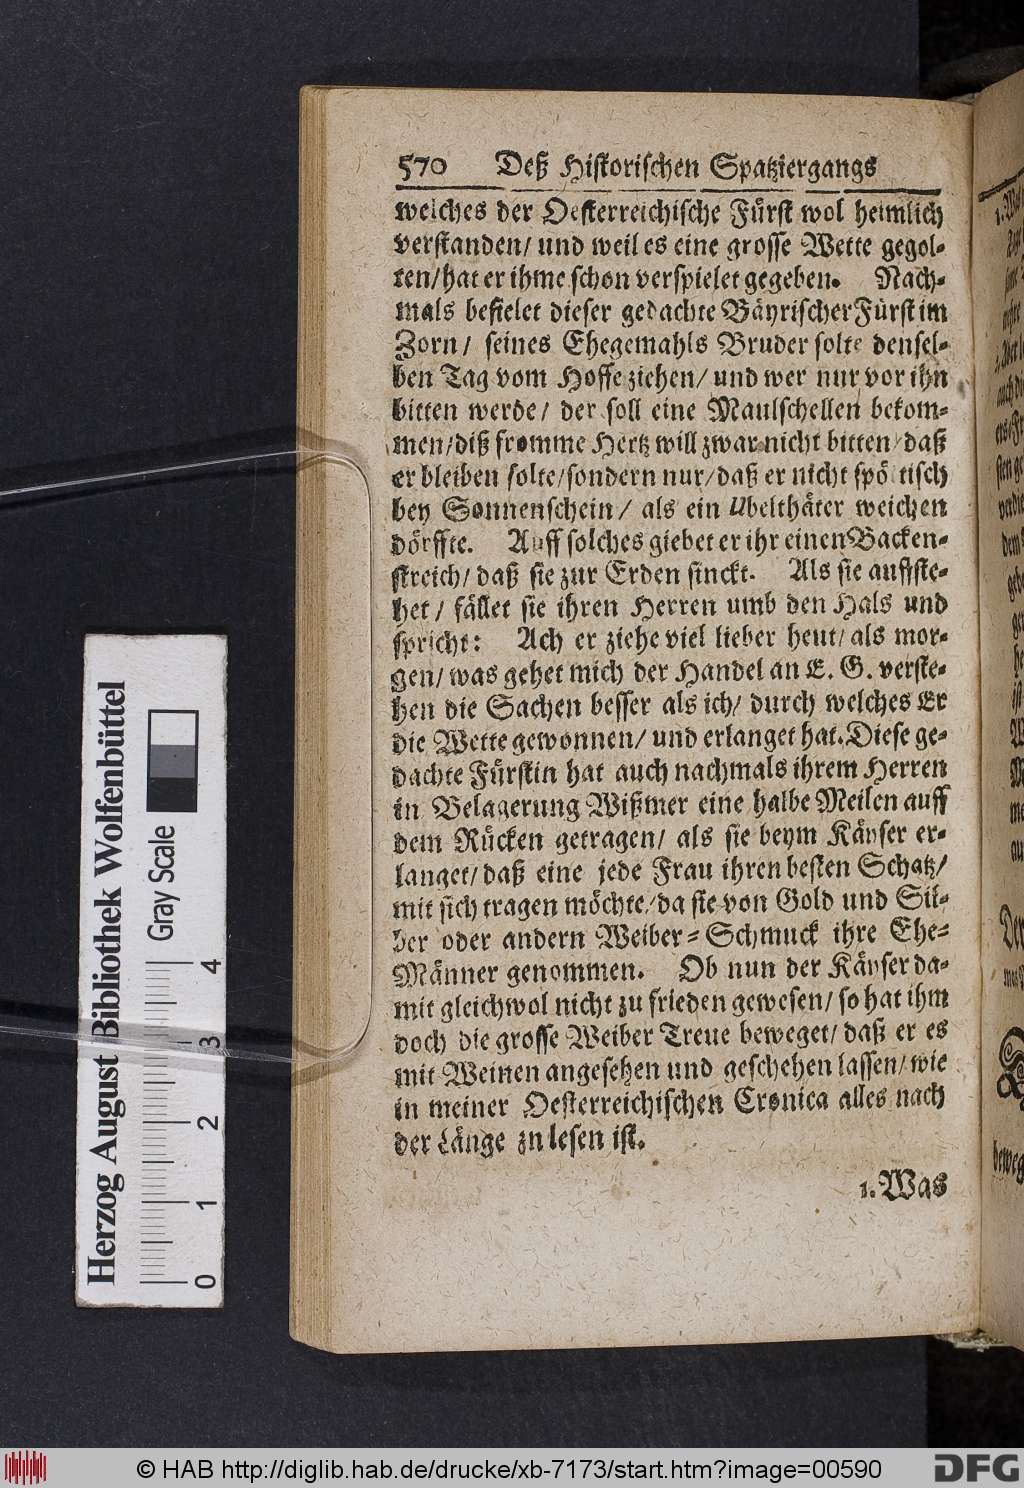 570 Deß Historischen Spatziergangs
welches der Oesterreichische Fürst wol heimlich
verstanden/ und weil es eine grosse Wette gegol-
ten/ hat er ihme schon verspielet gegeben. Nach-
mals befielet dieser gedachte Bäyrischer Fürst im
Zorn/ seines Ehegemahls Bruder solte densel-
ben Tag vom Hoffe ziehen/ und wer nur vor ihn
bitten werde/ der soll eine Maulschellen bekom-
men/ diß fromme Hertz will zwar nicht bitten/ daß
er bleiben solte/ sondern nur/ daß er nicht spöttisch
bey Sonnenschein/ als ein Ubelthäter weichen
dörffte. Auff solches giebet er ihr einen Backen-
streich/ daß sie zur Erden sinckt. Als sie auffste-
het/ fället sie ihren Herren umb den Hals und
spricht: Ach er ziehe viel lieber heut/ als mor-
gen/ was gehet mich der Handel an E. G. verste-
hen die Sachen besser als ich/ durch welches Er
die Wette gewonnen/ und erlanget hat. Diese ge-
dachte Fürstin hat auch nachmals ihrem Herren
in Belagerung Wißmer eine halbe Meilen auff
dem Rücken getragen/ als sie beym Käyser er-
langet/ daß eine jede Frau ihren besten Schatz/
mit sich tragen möchte/ da sie von Gold und Sil-
ber oder andern Weiber-Schmuck ihre Ehe-
Männer genommen. Ob nun der Käyser da-
mit gleichwol nicht zu frieden gewesen/ so hat ihm
doch die grosse Weiber Treue beweget/ daß er es
mit Weinen angesehen und geschehen lassen/ wie
in meiner Oesterreichischen Cronica alles nach
der Länge zu lesen ist.
1. Was
Herzog August Bibliothek Wolfenbüttel
Gray Scale
0 1 2 3 4
© HAB http://diglib.hab.de/drucke/xb-7173/start.htm?image=00590
DFG